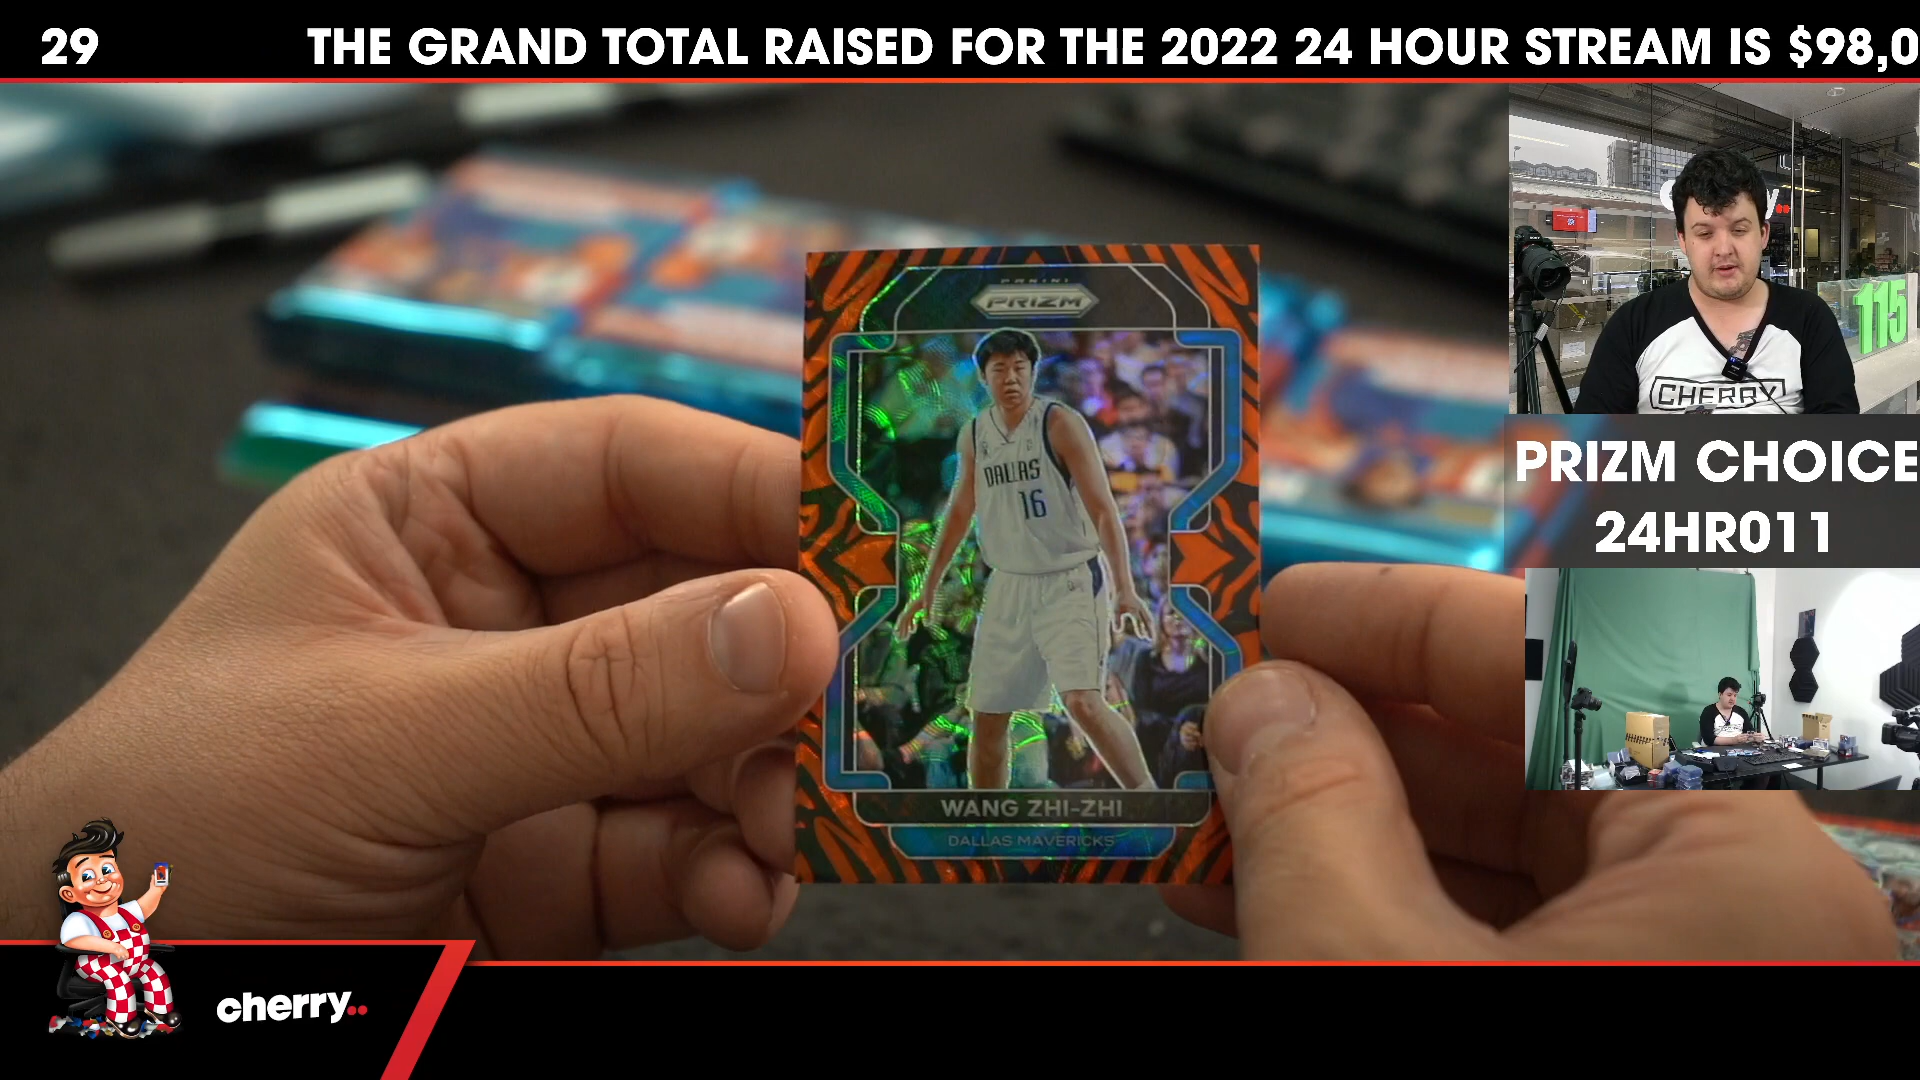 29
THE GRAND TOTAL RAISED FOR THE 2022 24 HOUR STREAM IS $98,0
115
CHERRY
PRIZM CHOICE
24HR011
PANINI
PRIZM
DALLAS
16
WANG ZHI-ZHI
DALLAS MAVERICKS
cherry..